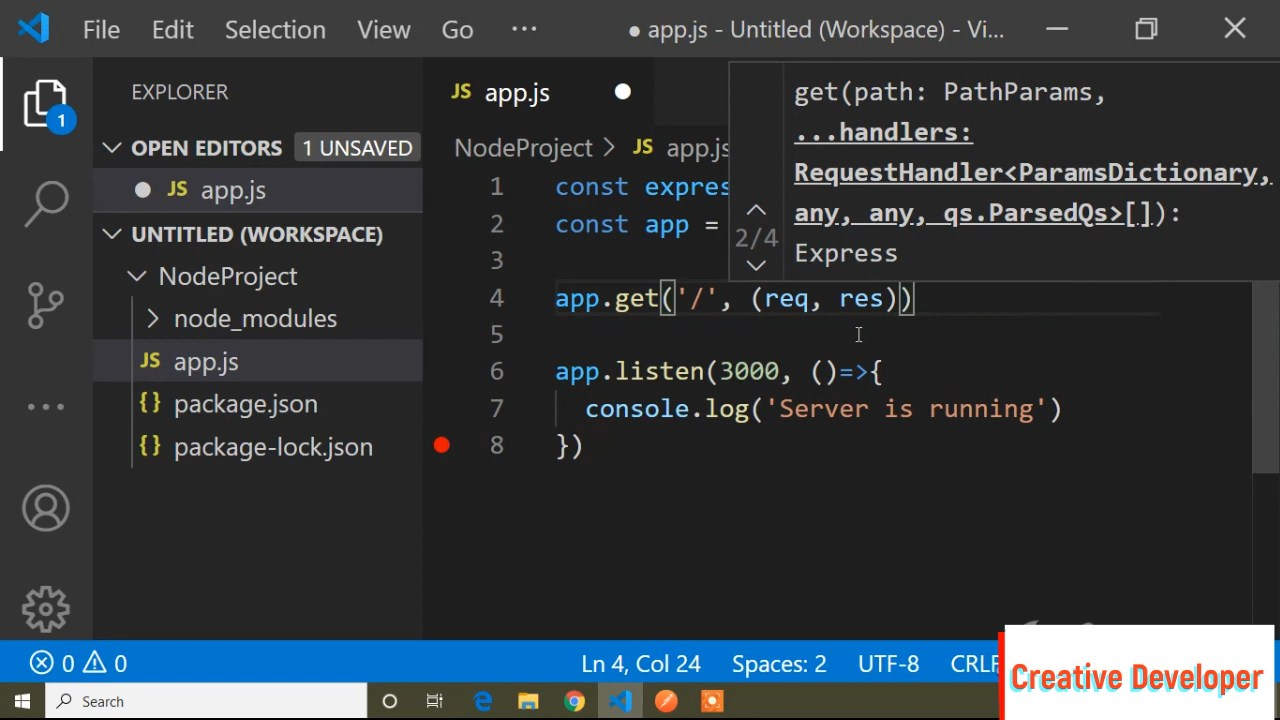 File Edit Selection View Go ··· ● app.js - Untitled (Workspace) - Vi...
EXPLORER
OPEN EDITORS 1 UNSAVED
JS app.js
UNTITLED (WORKSPACE)
NodeProject
node_modules
JS app.js
{} package.json
{} package-lock.json
1
JS app.js
NodeProject > JS app.js
get(path: PathParams,
...handlers:
RequestHandler<ParamsDictionary,
any, any, qs.ParsedQs>[]):
Express
2/4
1 const expres
2 const app =
3
4 app.get('/', (req, res))
5
6 app.listen(3000, ()=>{
7 console.log('Server is running')
8 })
0 0 Ln 4, Col 24 Spaces: 2 UTF-8 CRLF
Search
Creative Developer